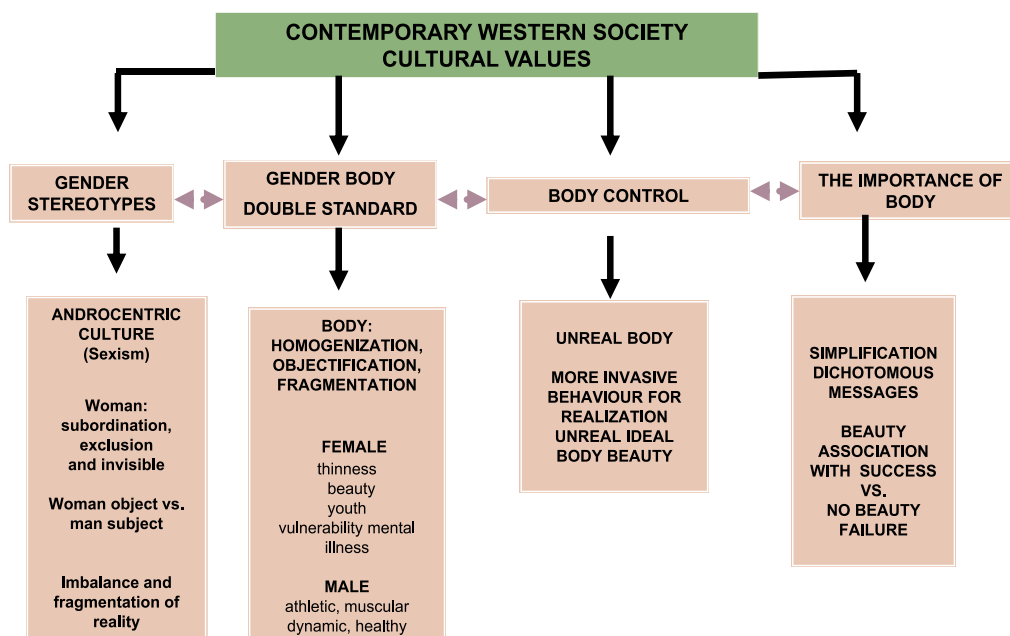 CONTEMPORARY WESTERN SOCIETY
CULTURAL VALUES
GENDER
STEREOTYPES
GENDER BODY
DOUBLE STANDARD
BODY CONTROL
THE IMPORTANCE OF
BODY
ANDROCENTRIC
CULTURE
(Sexism)
Woman:
subordination,
exclusion
and invisible
Woman object vs.
man subject
Imbalance and
fragmentation of
reality
BODY:
HOMOGENIZATION,
OBJECTIFICATION,
FRAGMENTATION
FEMALE
thinness
beauty
youth
vulnerability mental
illness
MALE
athletic, muscular
dynamic, healthy
UNREAL BODY
MORE INVASIVE
BEHAVIOUR FOR
REALIZATION
UNREAL IDEAL
BODY BEAUTY
SIMPLIFICATION
DICHOTOMOUS
MESSAGES
BEAUTY
ASSOCIATION
WITH SUCCESS
VS.
NO BEAUTY
FAILURE